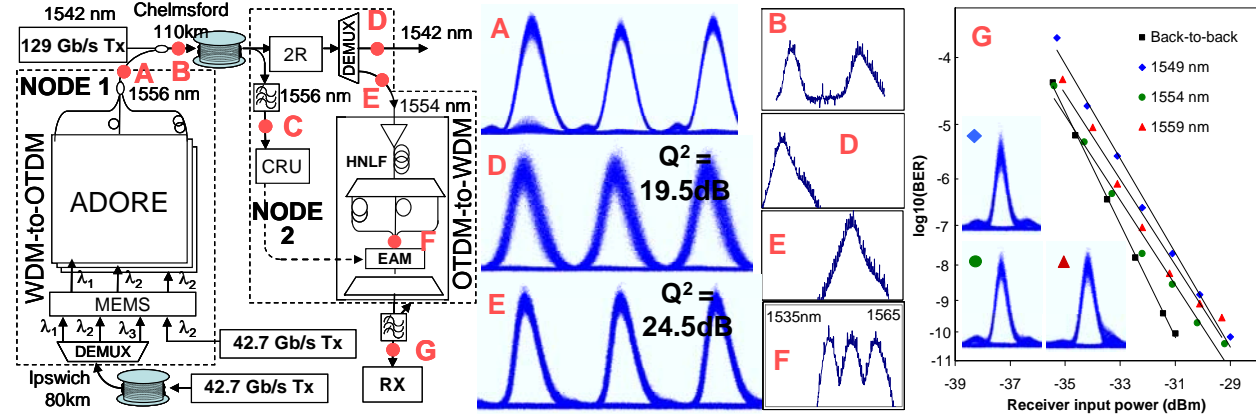 1542 nm
Chelmsford
110km
129 Gb/s Tx
A
B
NODE 1
1556 nm
WDM-to-OTDM
ADORE
λ1
λ2
λ2
MEMS
λ1
λ2
λ3
λ2
DEMUX
42.7 Gb/s Tx
Ipswich
80km
42.7 Gb/s Tx
2R
DEMUX
D
1542 nm
E
1556 nm
1554 nm
C
CRU
HNLF
NODE
2
F
EAM
OTDM-to-WDM
G
RX
A
D
Q2 =
19.5dB
E
Q2 =
24.5dB
B
D
E
1535nm
1565
F
G
Back-to-back
1549 nm
1554 nm
1559 nm
log10(BER)
-4
-5
-6
-7
-8
-9
-10
-11
-39
-37
-35
-33
-31
-29
Receiver input power (dBm)